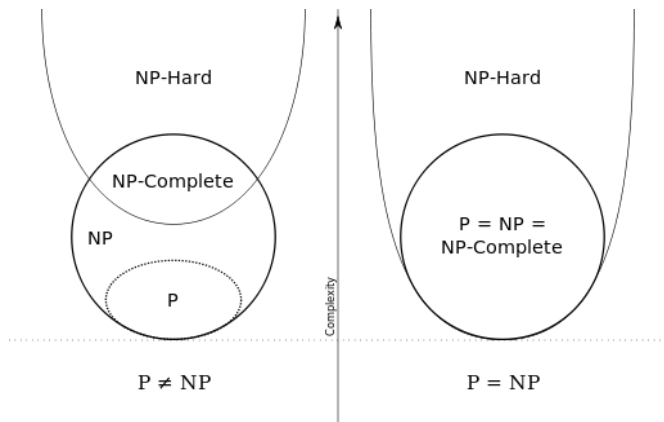 NP-Hard
NP-Complete
NP
P
P ≠ NP
Complexity
NP-Hard
P = NP =
NP-Complete
P = NP